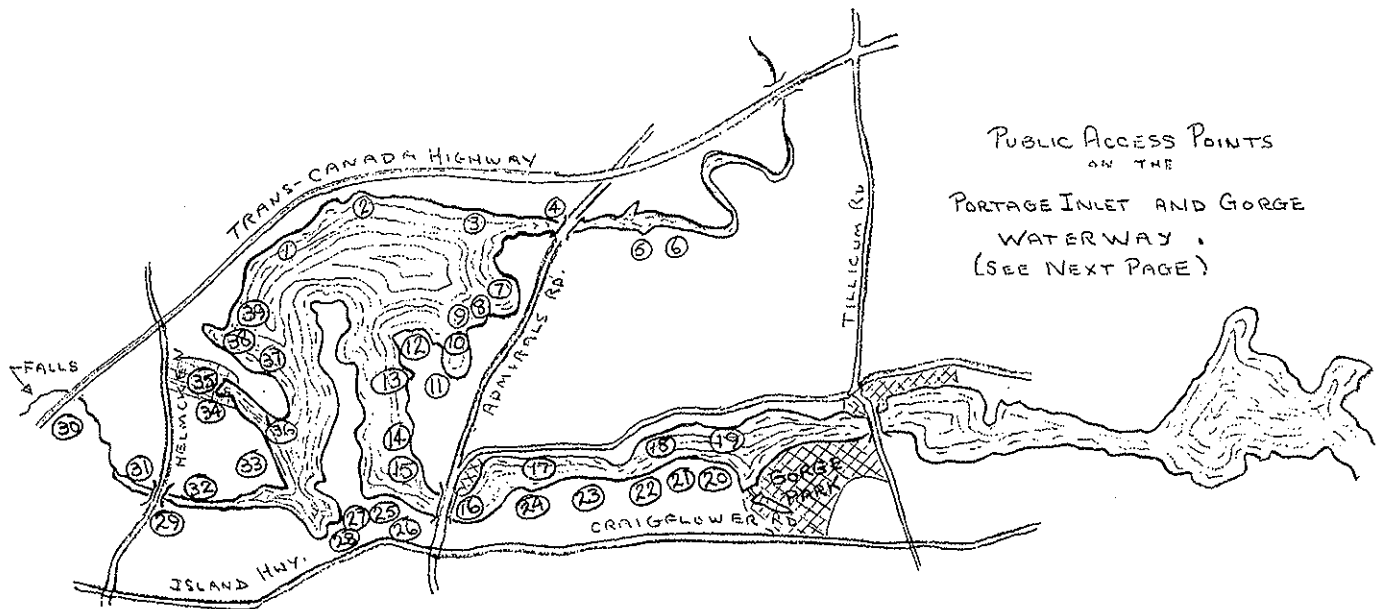 PUBLIC ACCESS POINTS
ON THE
PORTAGE INLET AND GORGE
WATERWAY.
(SEE NEXT PAGE)
TRANS-CANADA HIGHWAY
TILLICUM RD
ADMIRALS RD.
HELMCKEN
FALLS
GORGE
PARK
CRAIGFLOWER RD
ISLAND HWY.
1
2
3
4
5
6
7
8
9
10
11
12
13
14
15
16
17
18
19
20
21
22
23
24
25
26
27
28
29
30
31
32
33
34
35
36
37
38
39